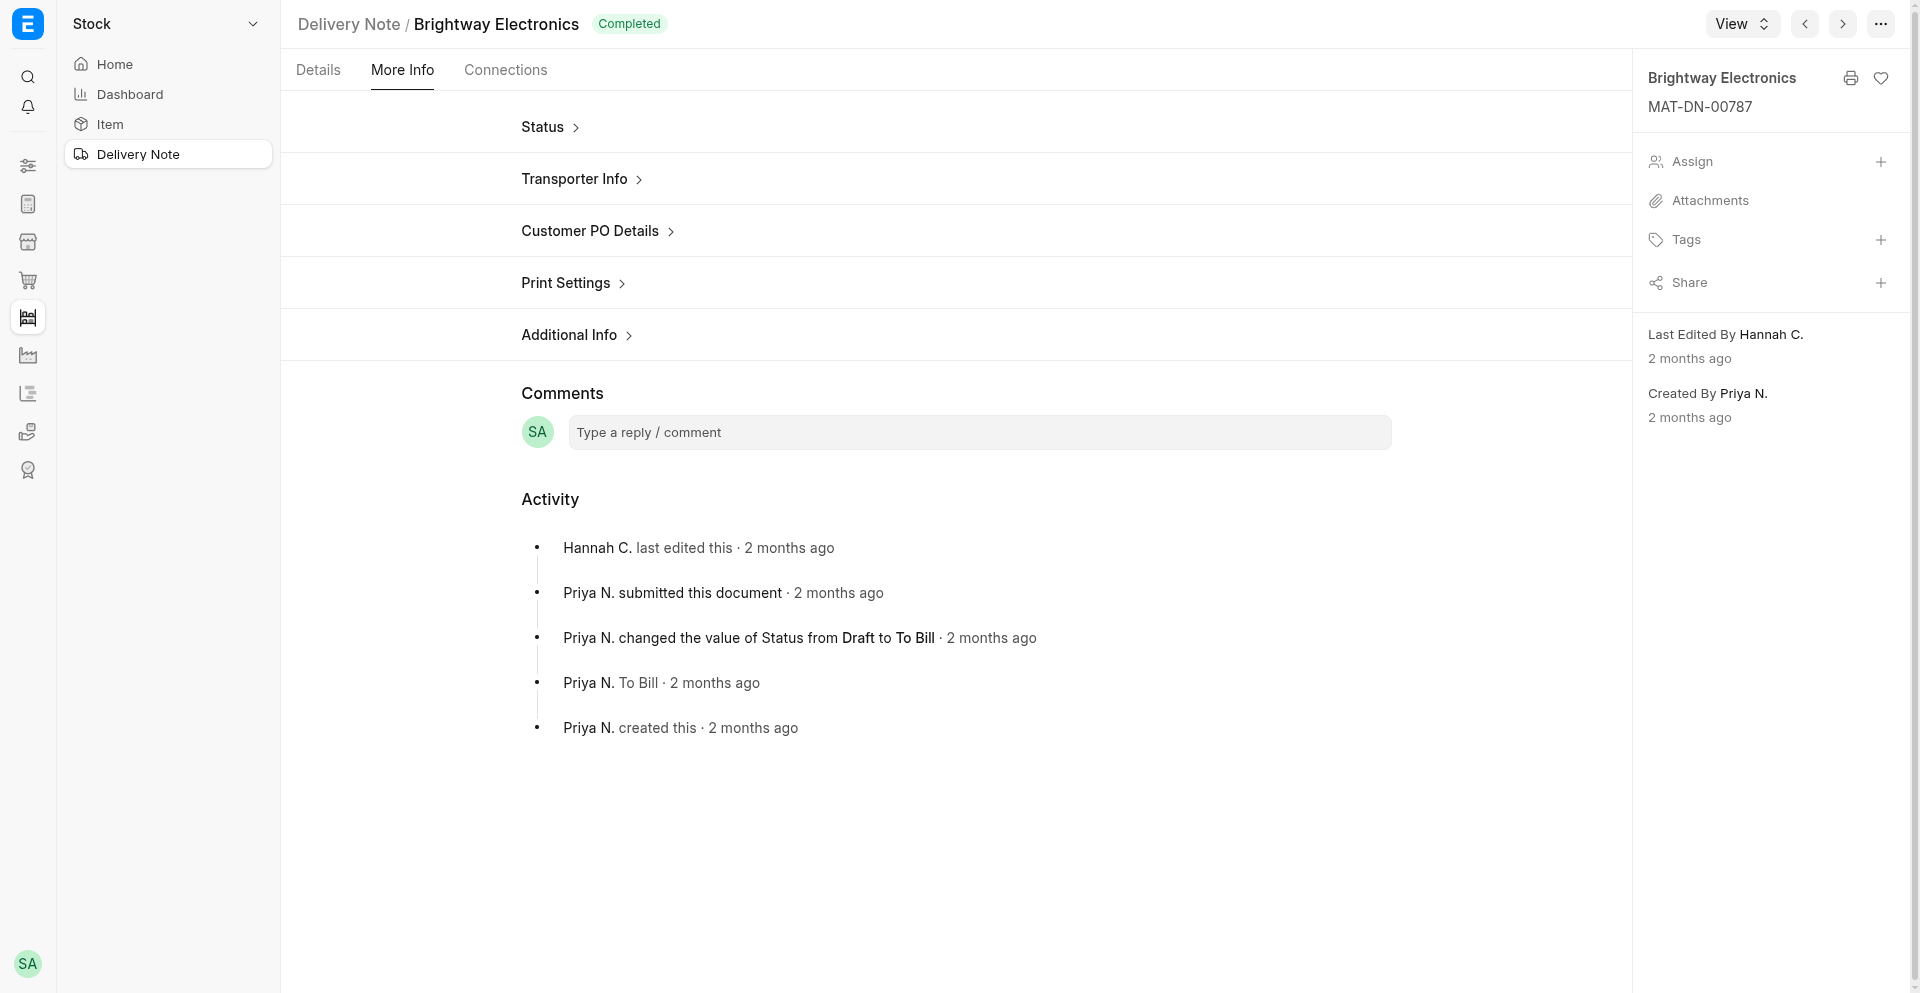 Stock
Home
Dashboard
Item
Delivery Note
SA
Delivery Note / Brightway Electronics Completed
View
Details More Info Connections
Status
Transporter Info
Customer PO Details
Print Settings
Additional Info
Comments
SA Type a reply / comment
Activity
Hannah C. last edited this · 2 months ago
Priya N. submitted this document · 2 months ago
Priya N. changed the value of Status from Draft to To Bill · 2 months ago
Priya N. To Bill · 2 months ago
Priya N. created this · 2 months ago
Brightway Electronics
MAT-DN-00787
Assign
Attachments
Tags
Share
Last Edited By Hannah C.
2 months ago
Created By Priya N.
2 months ago